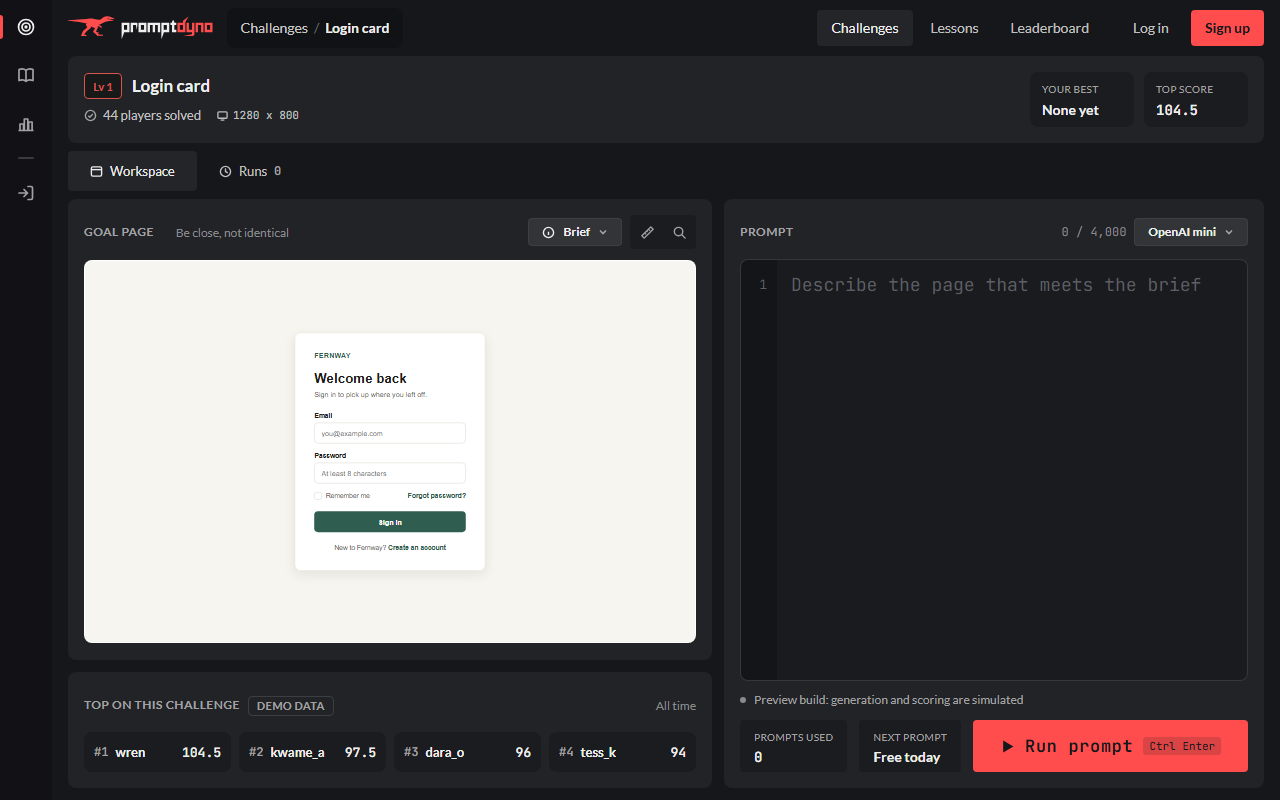 promptdyno
Challenges / Login card
Challenges
Lessons
Leaderboard
Log in
Sign up
Lv 1
Login card
44 players solved
1280 x 800
YOUR BEST
None yet
TOP SCORE
104.5
Workspace
Runs 0
GOAL PAGE
Be close, not identical
Brief
FERNWAY
Welcome back
Sign in to pick up where you left off.
Email
you@example.com
Password
At least 8 characters
Remember me
Forgot password?
Sign in
New to Fernway? Create an account
TOP ON THIS CHALLENGE
DEMO DATA
All time
#1 wren 104.5
#2 kwame_a 97.5
#3 dara_o 96
#4 tess_k 94
PROMPT
0 / 4,000
OpenAI mini
1
Describe the page that meets the brief
Preview build: generation and scoring are simulated
PROMPTS USED
0
NEXT PROMPT
Free today
Run prompt
Ctrl Enter